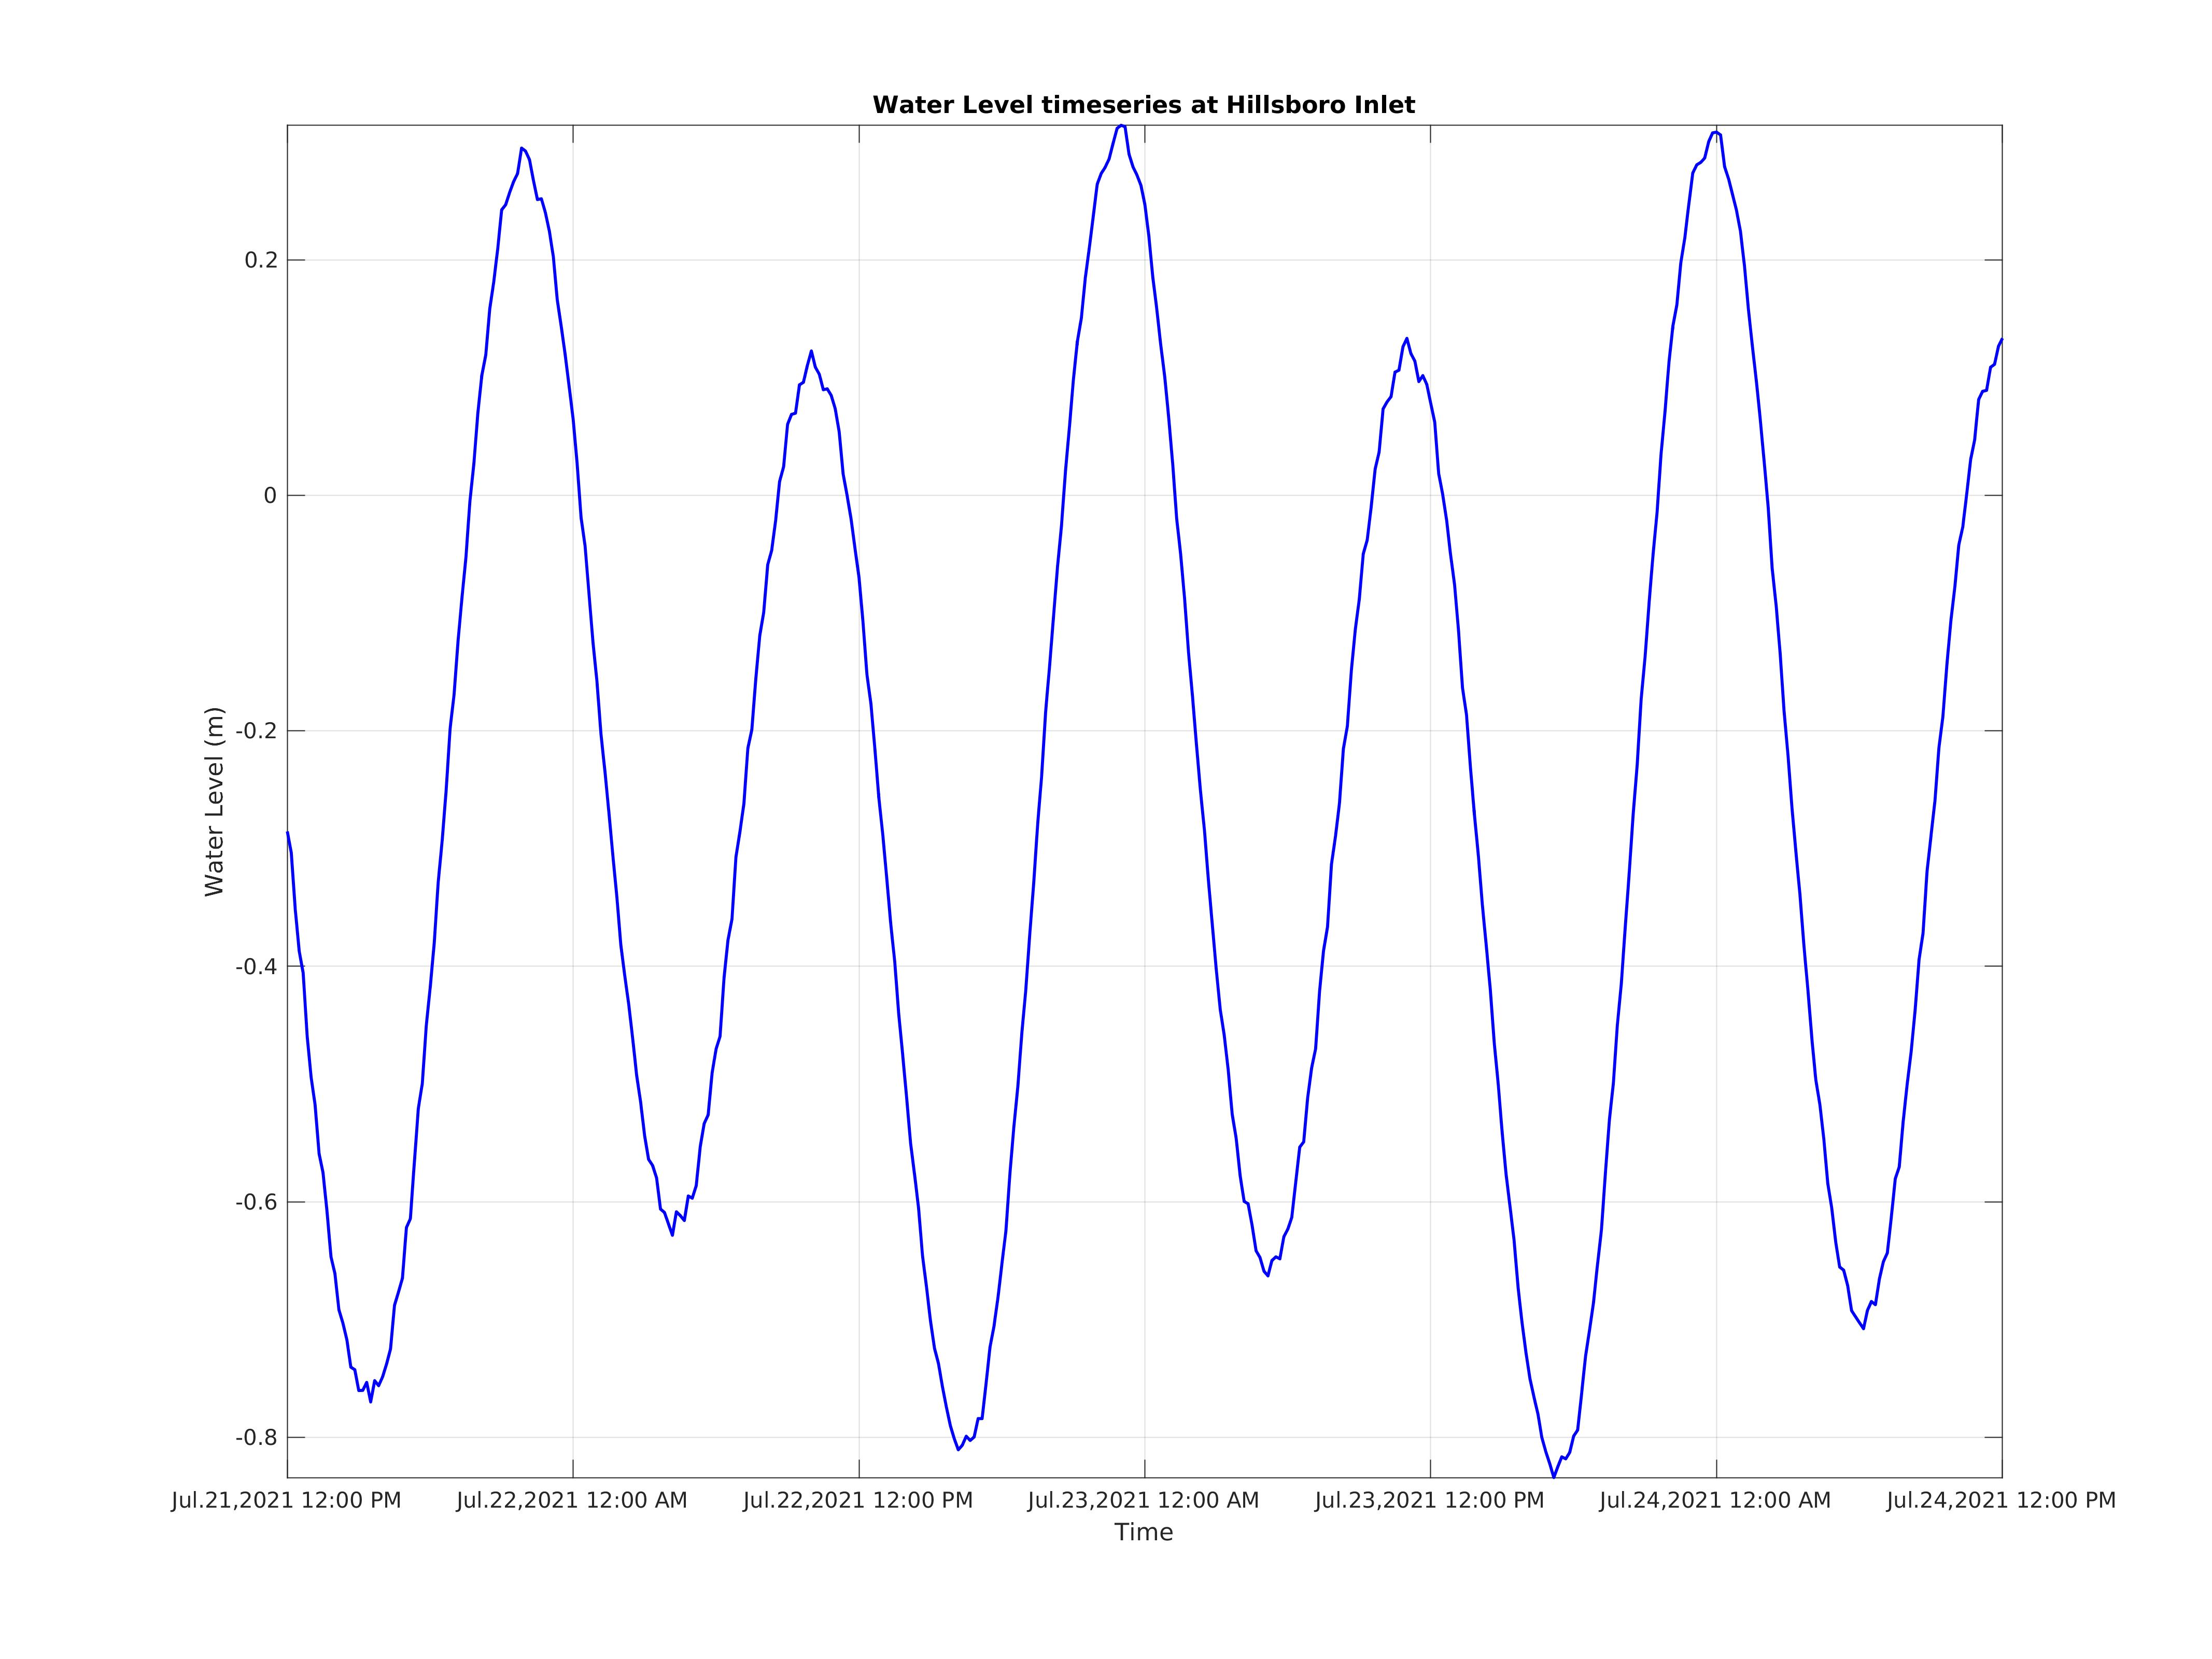 Water Level timeseries at Hillsboro Inlet
0.2
0
-0.2
-0.4
-0.6
-0.8
Water Level (m)
Jul.21,2021 12:00 PM Jul.22,2021 12:00 AM Jul.22,2021 12:00 PM Jul.23,2021 12:00 AM Jul.23,2021 12:00 PM Jul.24,2021 12:00 AM Jul.24,2021 12:00 PM
Time